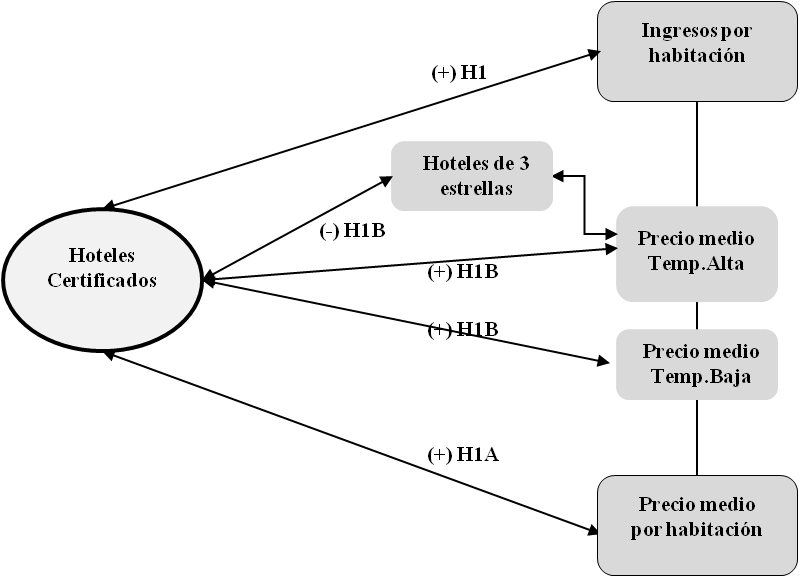 Ingresos por
habitación
(+) H1
Hoteles de 3
estrellas
(-) H1B
Precio medio
Temp.Alta
Hoteles
Certificados
(+) H1B
(+) H1B
Precio medio
Temp.Baja
(+) H1A
Precio medio
por habitación